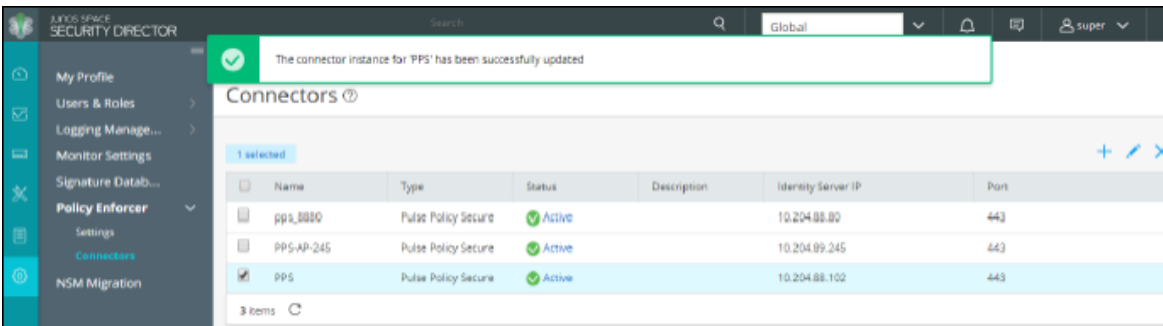 JUNOS SPACE
SECURITY DIRECTOR
Search
Global
super
The connector instance for 'PPS' has been successfully updated
My Profile
Users & Roles
Logging Manage...
Monitor Settings
Signature Datab...
Policy Enforcer
Settings
Connectors
NSM Migration
Connectors
1 selected
Name Type Status Description Identity Server IP Port
pps_8880 Pulse Policy Secure Active 10.204.88.80 443
PPS-AP-245 Pulse Policy Secure Active 10.204.89.245 443
PPS Pulse Policy Secure Active 10.204.88.102 443
3 items